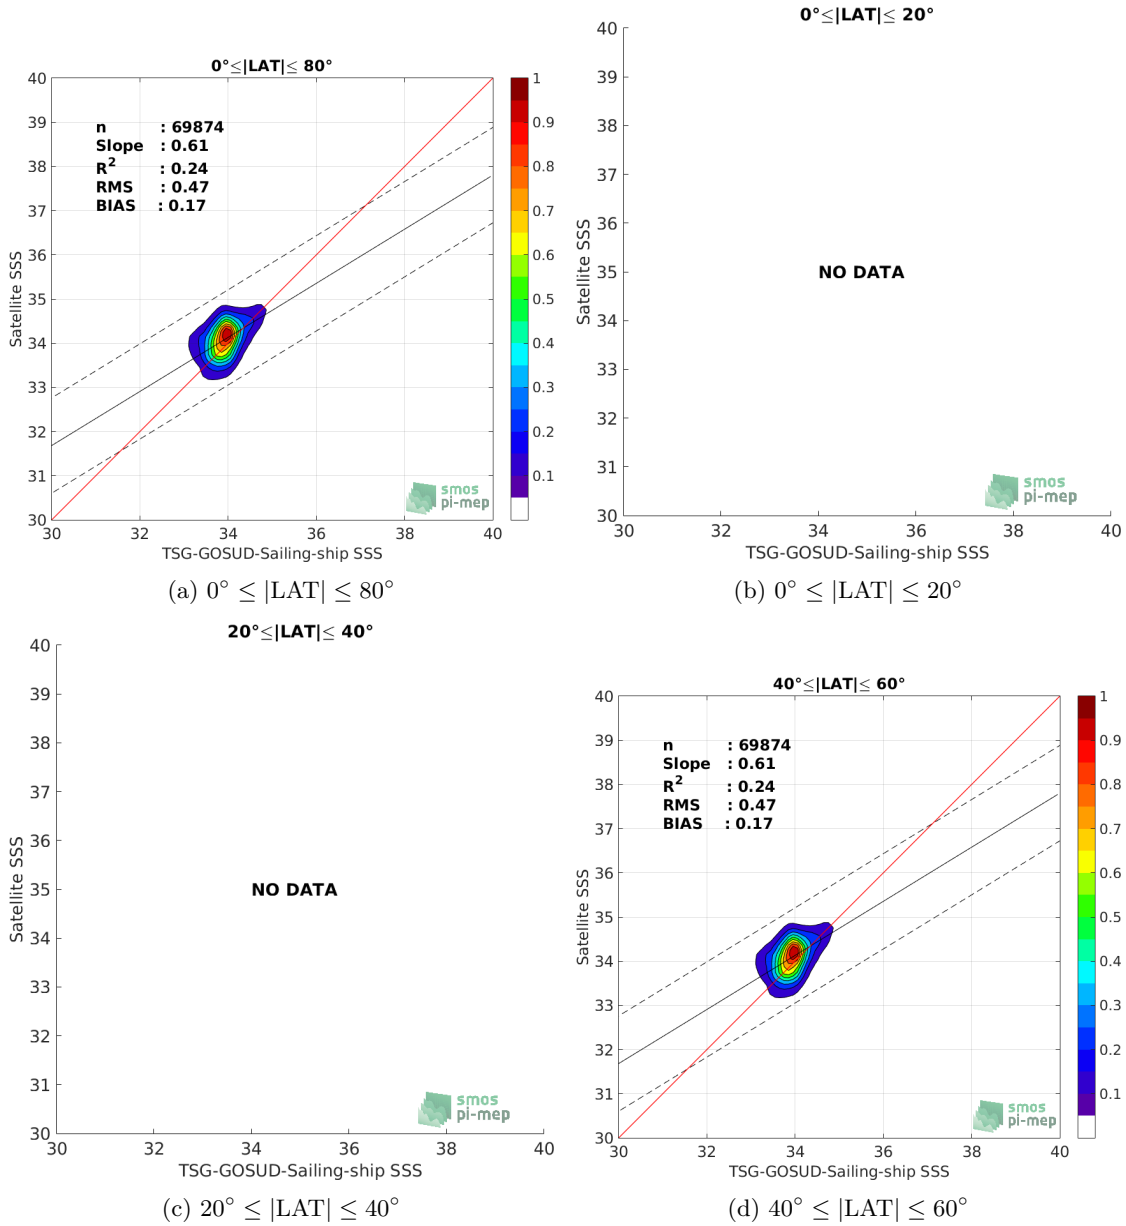 0°≤|LAT|≤ 80°
40
39
38
37
36
35
34
33
32
31
30
Satellite SSS
n : 69874
Slope : 0.61
R² : 0.24
RMS : 0.47
BIAS : 0.17
smos
pi-mep
30 32 34 36 38 40
TSG-GOSUD-Sailing-ship SSS
1
0.9
0.8
0.7
0.6
0.5
0.4
0.3
0.2
0.1
(a) 0° ≤ |LAT| ≤ 80°
0°≤|LAT|≤ 20°
40
39
38
37
36
35
34
33
32
31
30
Satellite SSS
NO DATA
smos
pi-mep
30 32 34 36 38 40
TSG-GOSUD-Sailing-ship SSS
(b) 0° ≤ |LAT| ≤ 20°
20°≤|LAT|≤ 40°
40
39
38
37
36
35
34
33
32
31
30
Satellite SSS
NO DATA
smos
pi-mep
30 32 34 36 38 40
TSG-GOSUD-Sailing-ship SSS
(c) 20° ≤ |LAT| ≤ 40°
40°≤|LAT|≤ 60°
40
39
38
37
36
35
34
33
32
31
30
Satellite SSS
n : 69874
Slope : 0.61
R² : 0.24
RMS : 0.47
BIAS : 0.17
smos
pi-mep
30 32 34 36 38 40
TSG-GOSUD-Sailing-ship SSS
1
0.9
0.8
0.7
0.6
0.5
0.4
0.3
0.2
0.1
(d) 40° ≤ |LAT| ≤ 60°